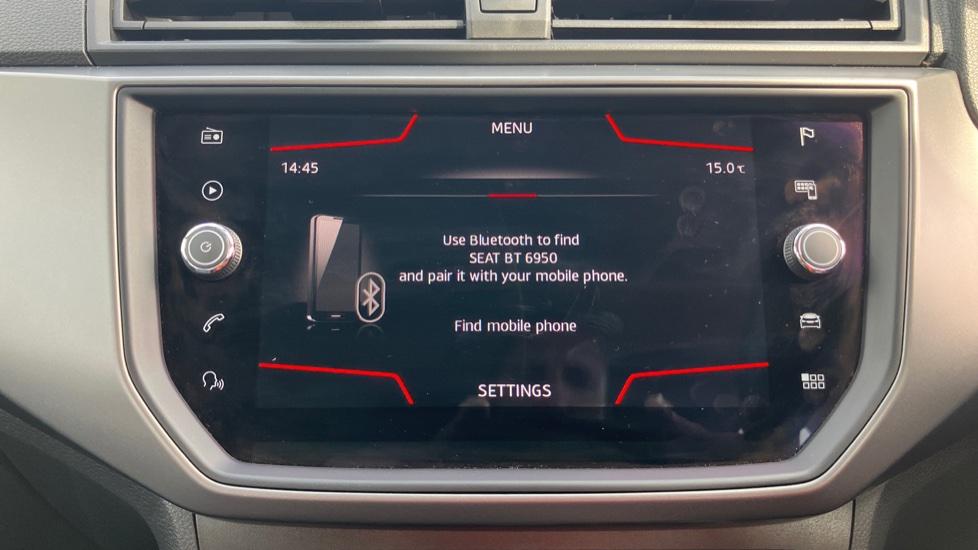 MENU
14:45
15.0 °C
Use Bluetooth to find
SEAT BT 6950
and pair it with your mobile phone.
Find mobile phone
SETTINGS